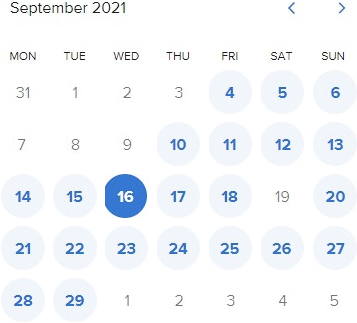 September 2021
MON TUE WED THU FRI SAT SUN
31 1 2 3 4 5 6
7 8 9 10 11 12 13
14 15 16 17 18 19 20
21 22 23 24 25 26 27
28 29 1 2 3 4 5